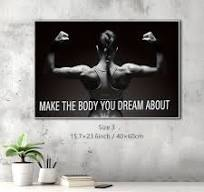 MAKE THE BODY YOU DREAM ABOUT
Size 3
15.7×23.6inch / 40×60cm